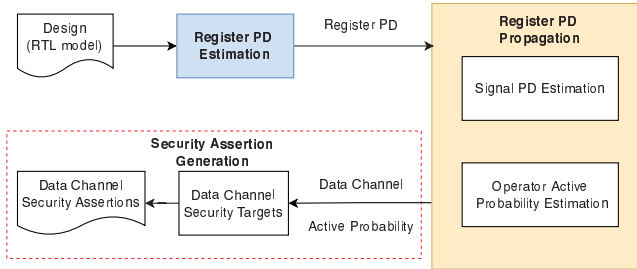 Design
(RTL model)
Register PD
Estimation
Register PD
Register PD
Propagation
Signal PD Estimation
Operator Active
Probability Estimation
Security Assertion
Generation
Data Channel
Security Assertions
Data Channel
Security Targets
Data Channel
Active Probability